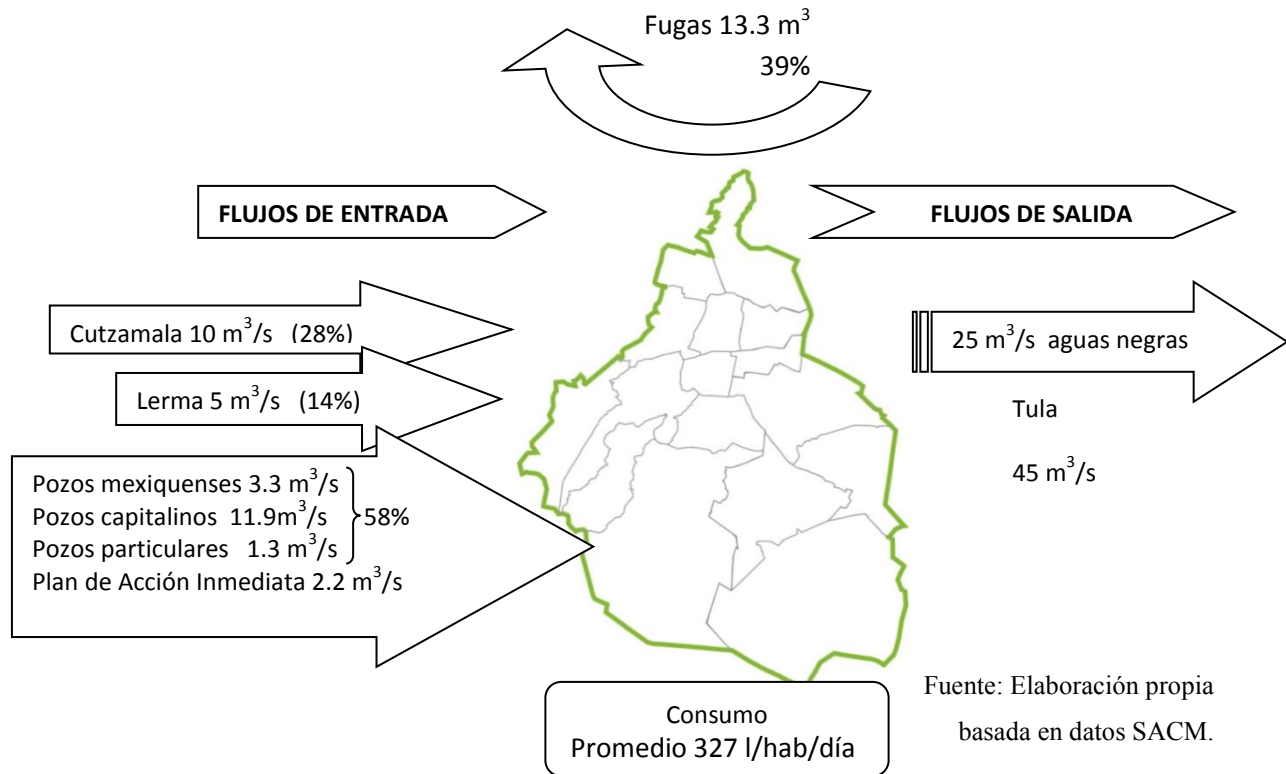 Fugas 13.3 m³
39%
FLUJOS DE ENTRADA
FLUJOS DE SALIDA
Cutzamala 10 m³/s (28%)
Lerma 5 m³/s (14%)
Pozos mexiquenses 3.3 m³/s
Pozos capitalinos 11.9m³/s
Pozos particulares 1.3 m³/s
58%
Plan de Acción Inmediata 2.2 m³/s
25 m³/s aguas negras
Tula
45 m³/s
Consumo
Promedio 327 l/hab/día
Fuente: Elaboración propia
basada en datos SACM.